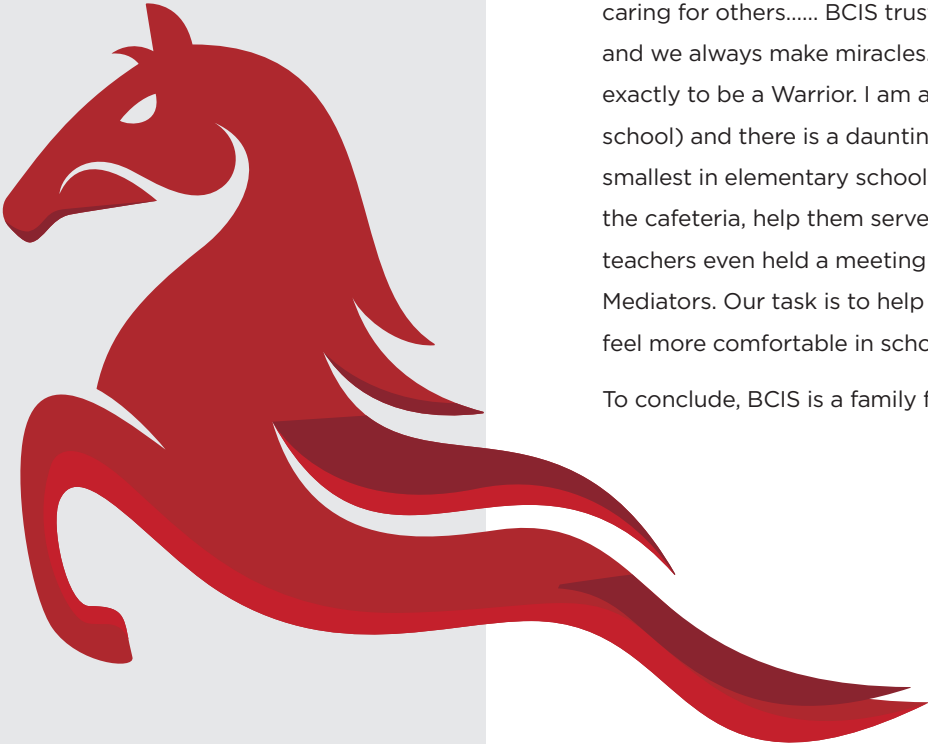 caring for others...... BCIS trus
and we always make miracles.
exactly to be a Warrior. I am a
school) and there is a dauntin
smallest in elementary school
the cafeteria, help them serve
teachers even held a meeting
Mediators. Our task is to help
feel more comfortable in scho
To conclude, BCIS is a family f